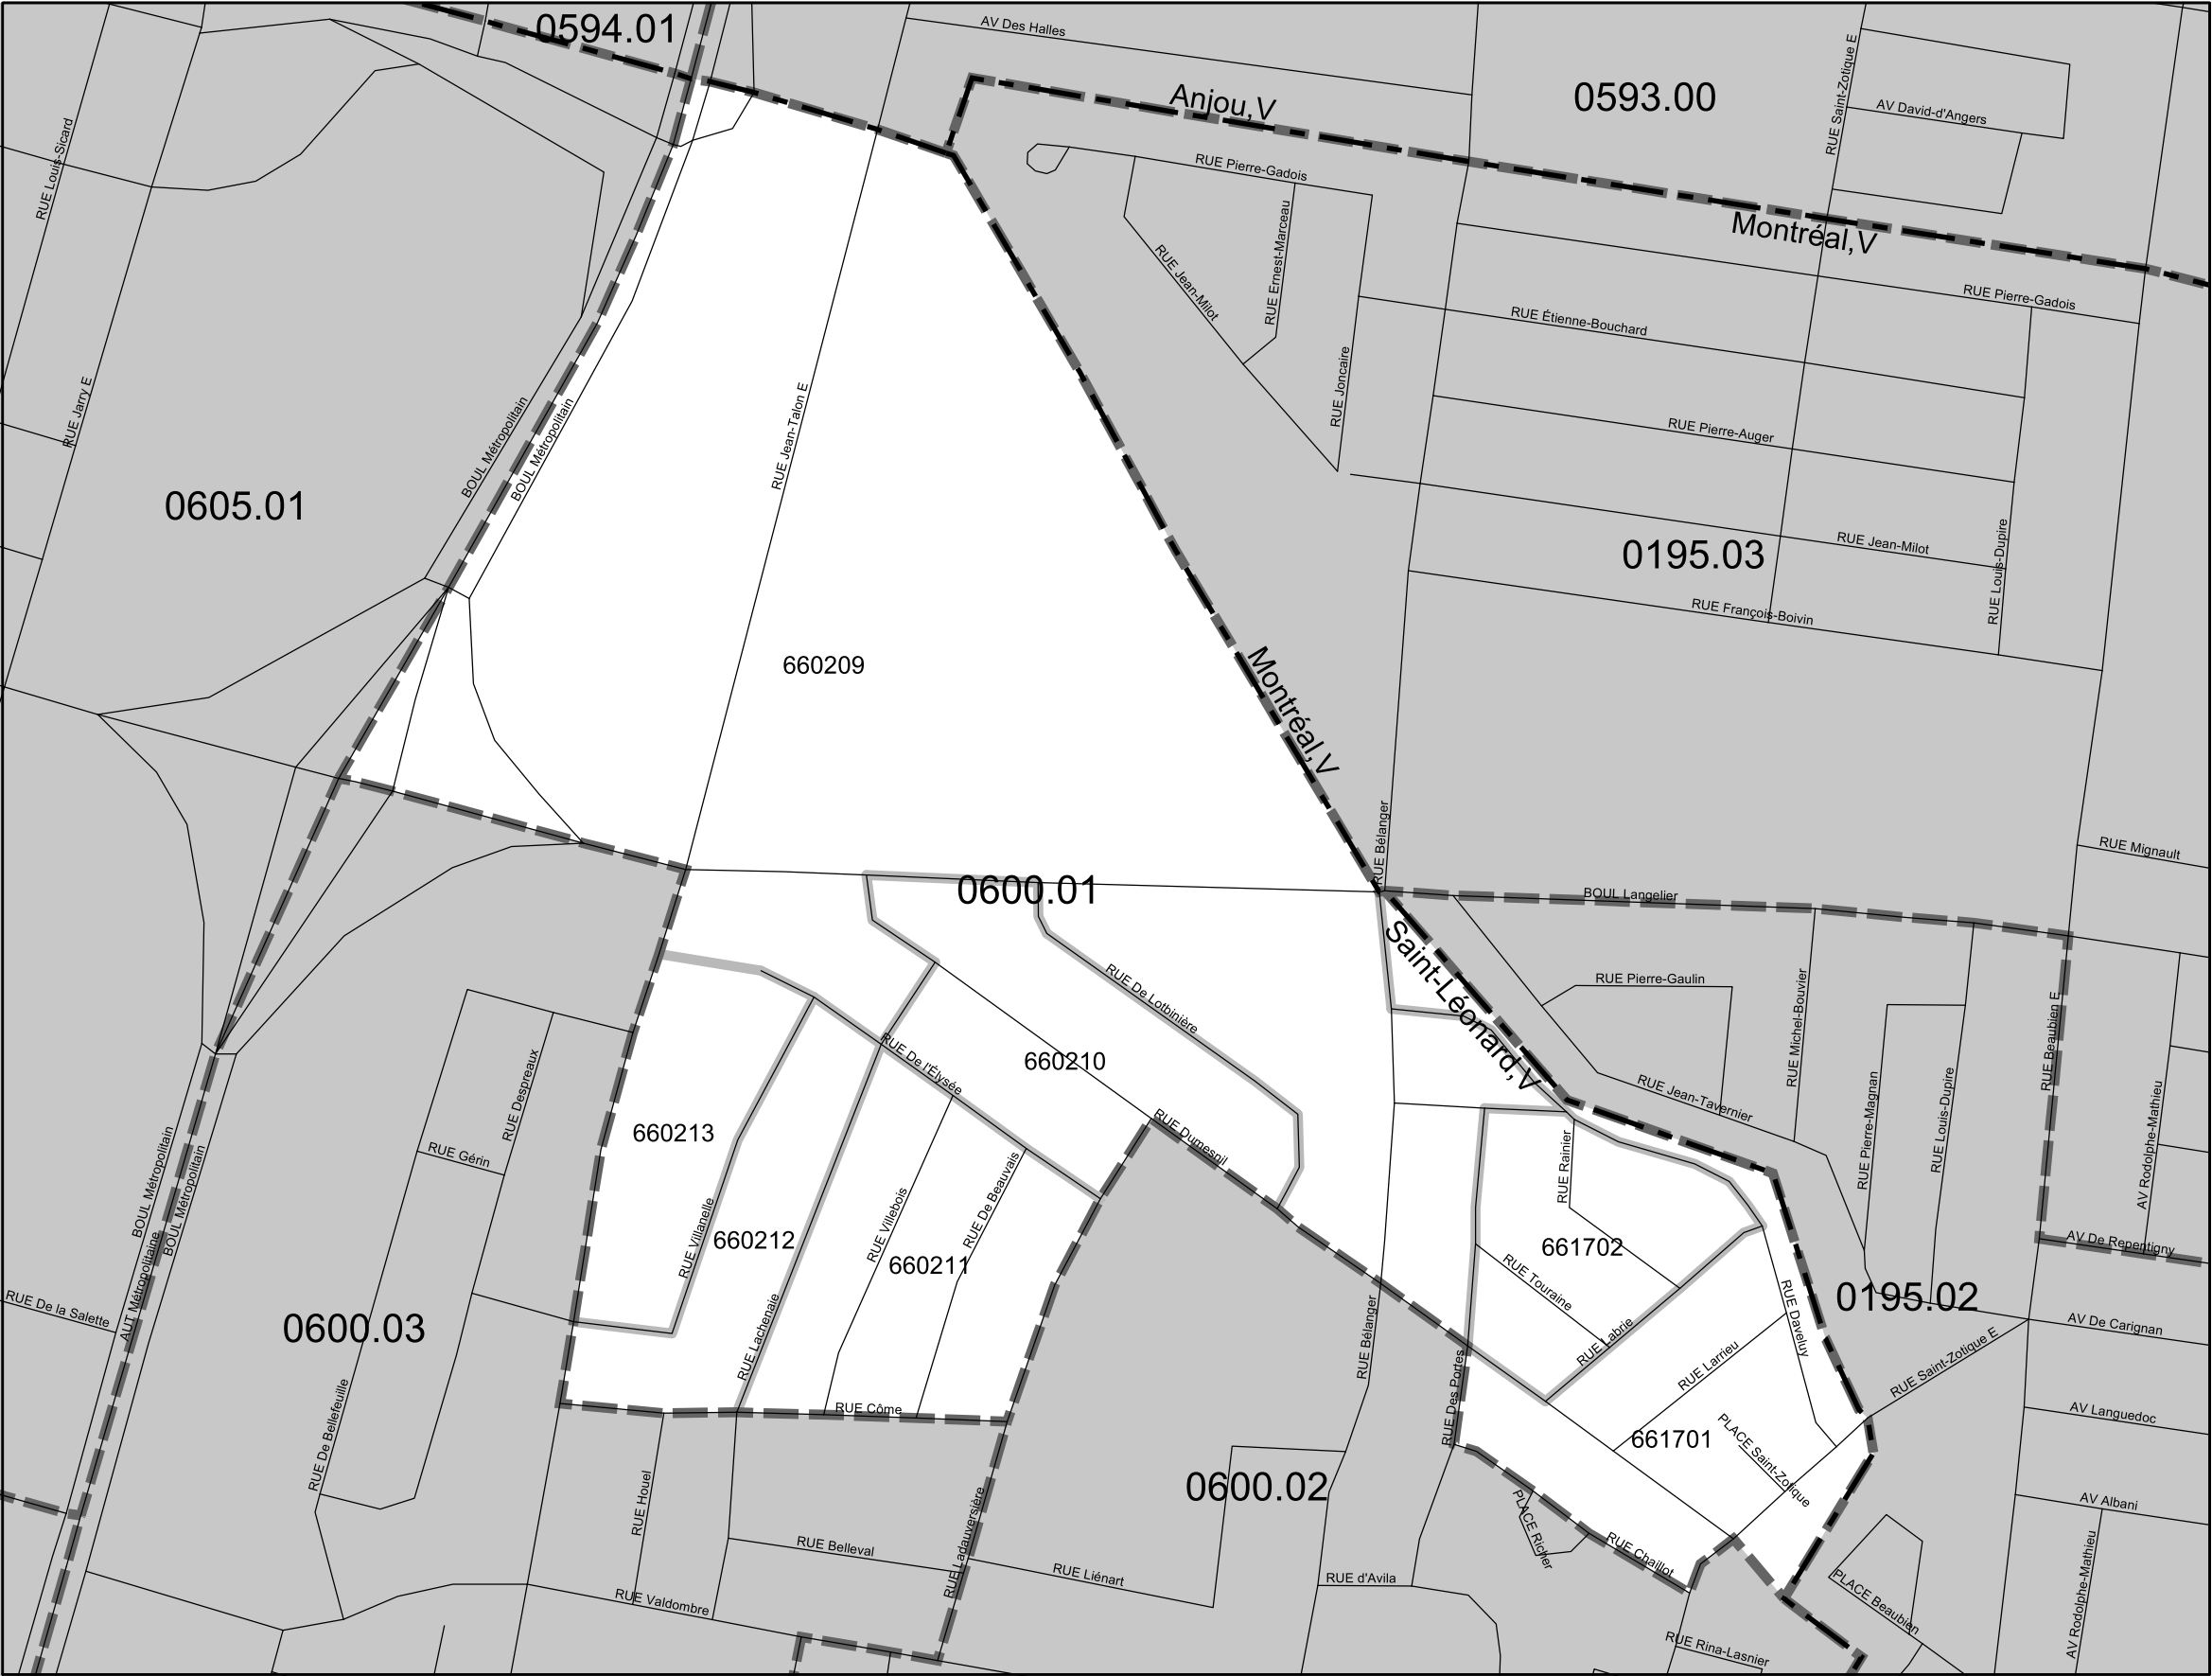 0594.01
AV Des Halles
0593.00
RUE Saint-Zotique E
AV David-d'Angers
Anjou,V
Montréal,V
RUE Louis-Sicard
RUE Pierre-Gadois
RUE Ernest-Marceau
RUE Jean-Milot
RUE Pierre-Gadois
RUE Étienne-Bouchard
RUE Joncaire
RUE Jarry E
BOUL Métropolitain
BOUL Métropolitain
RUE Jean-Talon E
RUE Pierre-Auger
0605.01
RUE Jean-Milot
0195.03
RUE Louis-Dupire
RUE François-Boivin
660209
Montréal,V
RUE Bélanger
RUE Mignault
0600.01
BOUL Langelier
Saint-Léonard,V
RUE De Lotbinière
RUE Pierre-Gaulin
RUE Michel-Bouvier
RUE Beaubien E
RUE De l'Élysée
660210
RUE Despreaux
RUE Jean-Tavernier
RUE Pierre-Magnan
RUE Louis-Dupire
AV Rodolphe-Mathieu
660213
RUE Dumesnil
RUE Gérin
RUE Rainier
BOUL Métropolitain
BOUL Métropolitain
AUT Métropolitaine
RUE Villanelle
660212
RUE Villebois
RUE De Beauvais
660211
661702
RUE Touraine
AV De Repentigny
RUE De la Salette
0600.03
RUE Lachenaie
RUE Bélanger
RUE Labrie
RUE Daveluy
0195.02
AV De Carignan
RUE Larrieu
RUE Saint-Zotique E
RUE De Bellefeuille
RUE Côme
RUE Des Portes
661701
PLACE Saint-Zotique
AV Languedoc
0600.02
RUE Houel
RUE Ladauversière
PLACE Richer
AV Albani
RUE Belleval
RUE Liénart
RUE Chaillot
RUE d'Avila
RUE Valdombre
PLACE Beaubien
AV Rodolphe-Mathieu
RUE Rina-Lasnier